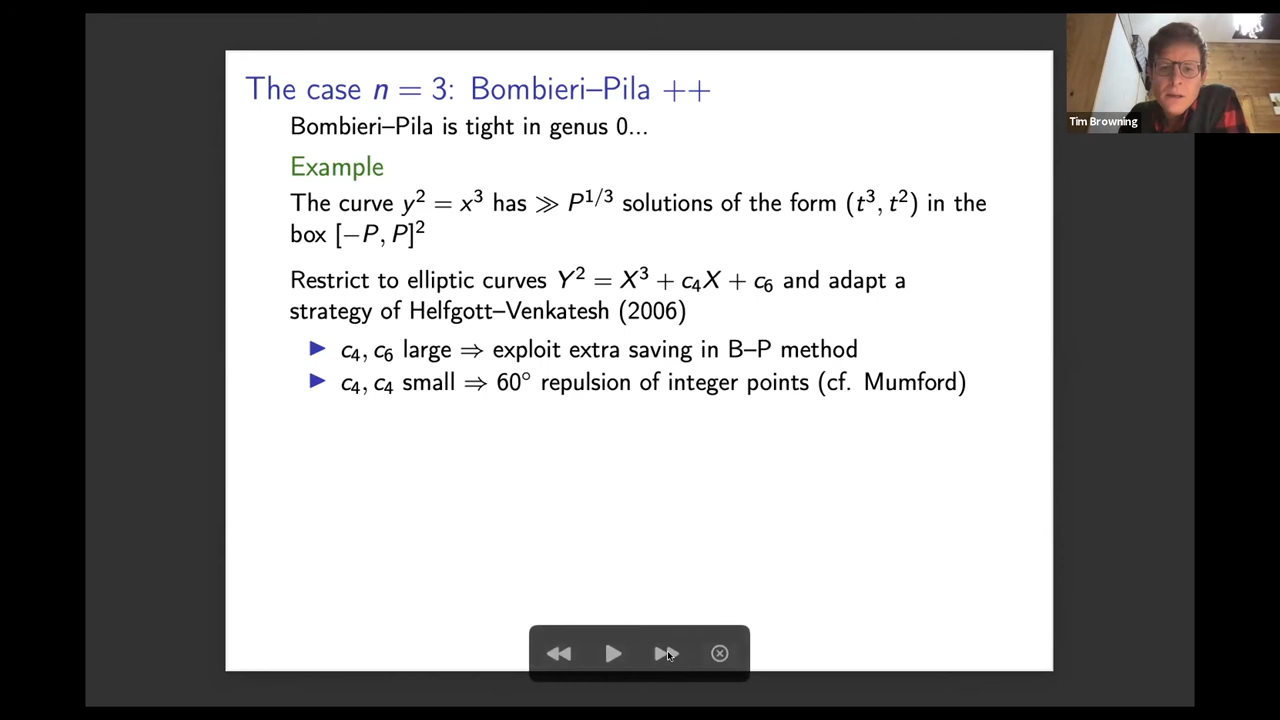 The case n = 3: Bombieri–Pila ++
Bombieri–Pila is tight in genus 0...
Example
The curve y² = x³ has ≫ P^{1/3} solutions of the form (t³, t²) in the
box [−P, P]²
Restrict to elliptic curves Y² = X³ + c₄X + c₆ and adapt a
strategy of Helfgott–Venkatesh (2006)
▶ c₄, c₆ large ⇒ exploit extra saving in B–P method
▶ c₄, c₄ small ⇒ 60° repulsion of integer points (cf. Mumford)
Tim Browning